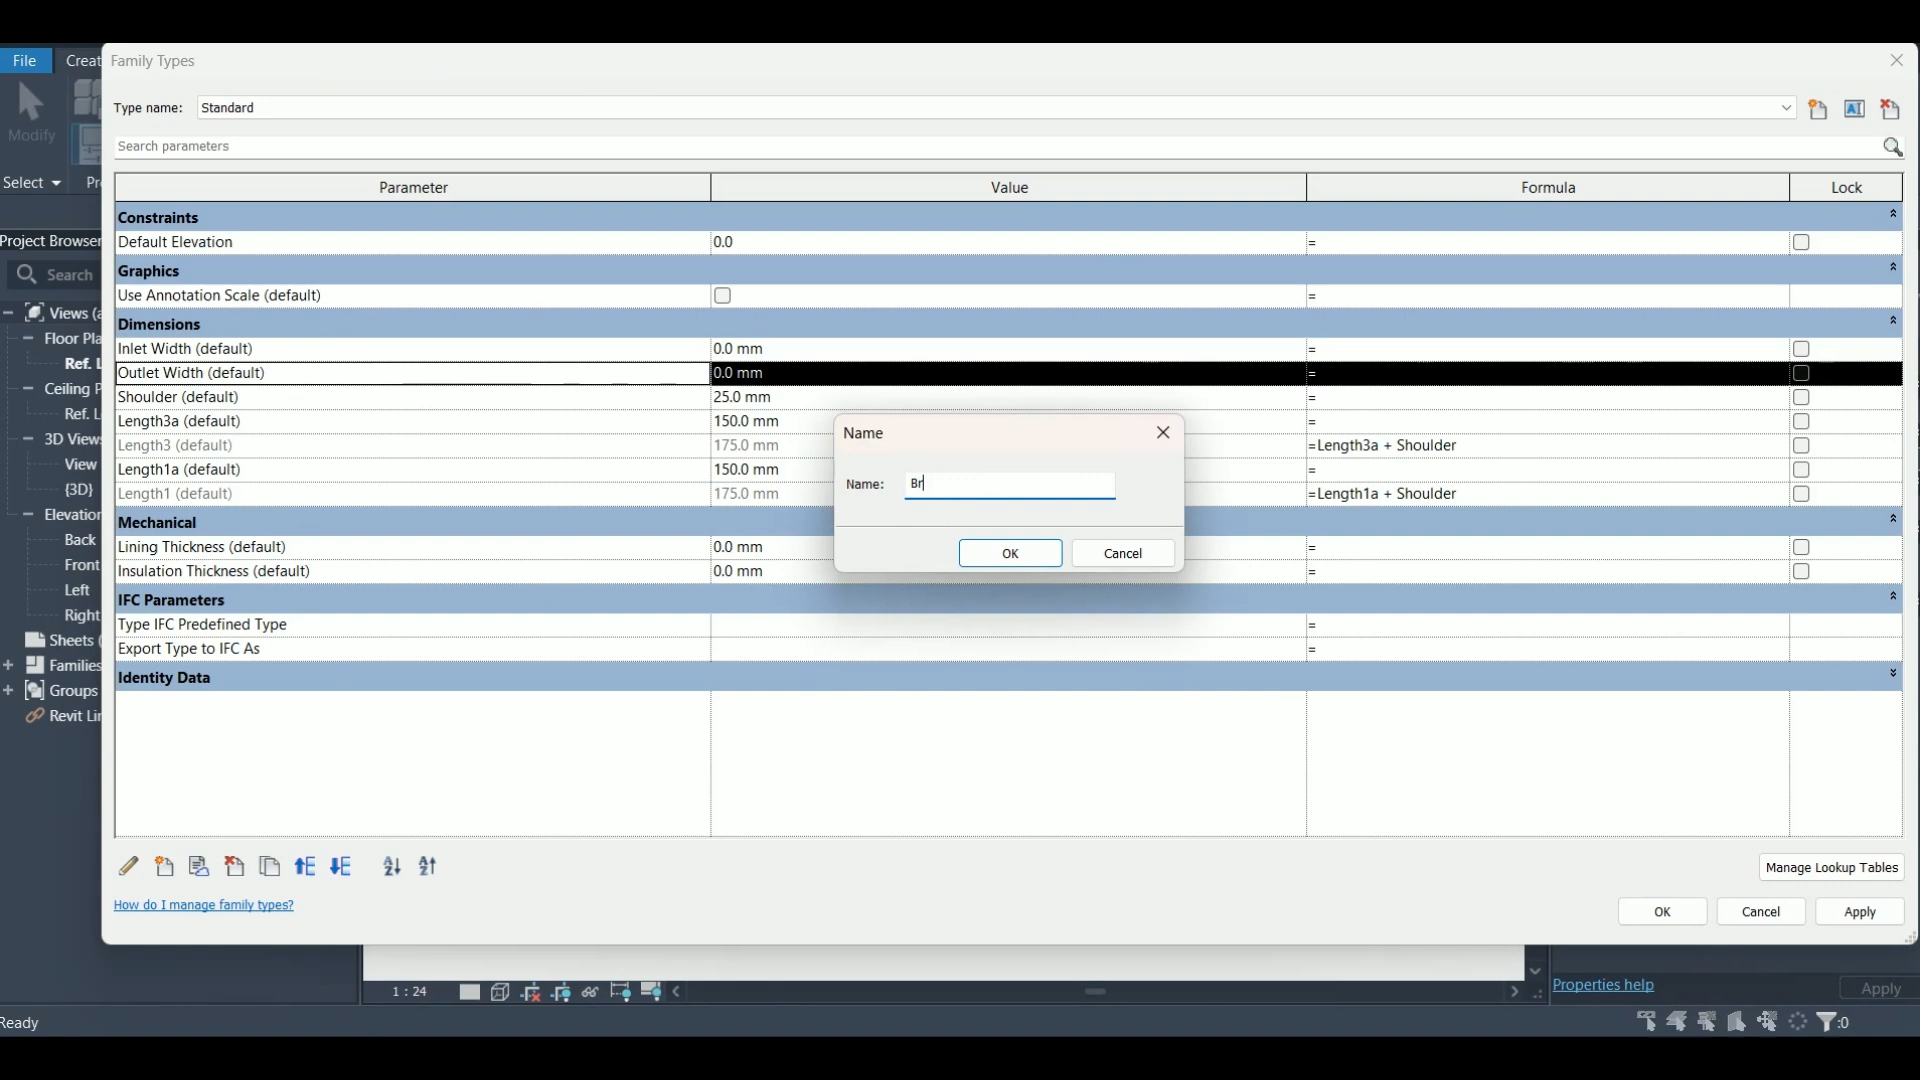 File Creat Family Types
Type name: Standard
Modify
Search parameters
Select
Parameter Value Formula Lock
Constraints
Default Elevation 0.0 =
Project Browser
Graphics
Search
Use Annotation Scale (default) =
Views (a
Dimensions
Floor Pla
Inlet Width (default) 0.0 mm =
Ref. L
Outlet Width (default) 0.0 mm =
Ceiling P
Shoulder (default) 25.0 mm =
Ref. L
Length3a (default) 150.0 mm =
3D Views
Length3 (default) 175.0 mm =Length3a + Shoulder
View
Length1a (default) 150.0 mm =
{3D}
Length1 (default) 175.0 mm =Length1a + Shoulder
Name
Name: Br
OK Cancel
Elevation
Mechanical
Back
Lining Thickness (default) 0.0 mm =
Front
Insulation Thickness (default) 0.0 mm =
Left
IFC Parameters
Right
Type IFC Predefined Type =
Sheets (
Export Type to IFC As =
Families
Identity Data
Groups
Revit Lin
Manage Lookup Tables
How do I manage family types?
OK Cancel Apply
1 : 24
Properties help Apply
Ready :0